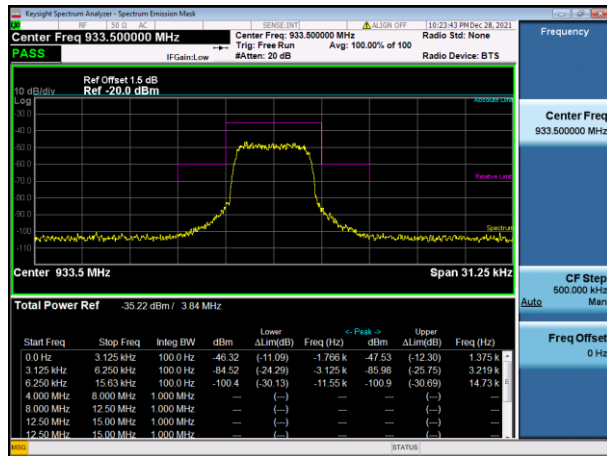 Keysight Spectrum Analyzer - Spectrum Emission Mask
RF 50 Ω AC SENSE:INT ALIGN OFF 10:23:43 PM Dec 28, 2021
Center Freq 933.500000 MHz Center Freq: 933.500000 MHz Radio Std: None
Trig: Free Run Avg: 100.00% of 100
PASS IFGain:Low #Atten: 20 dB Radio Device: BTS
Ref Offset 1.5 dB
10 dB/div Ref -20.0 dBm
Log
Absolute Limit
-30.0
-40.0
-50.0
-60.0
-70.0
Relative Limit
-80.0
-90.0
-100
Spectrum
-110
Center 933.5 MHz Span 31.25 kHz
Total Power Ref -35.22 dBm / 3.84 MHz
Lower <- Peak -> Upper
Start Freq Stop Freq Integ BW dBm ΔLim(dB) Freq (Hz) dBm ΔLim(dB) Freq (Hz)
0.0 Hz 3.125 kHz 100.0 Hz -46.32 (-11.09) -1.766 k -47.53 (-12.30) 1.375 k
3.125 kHz 6.250 kHz 100.0 Hz -84.52 (-24.29) -3.125 k -85.98 (-25.75) 3.219 k
6.250 kHz 15.63 kHz 100.0 Hz -100.4 (-30.13) -11.55 k -100.9 (-30.69) 14.73 k
4.000 MHz 8.000 MHz 1.000 MHz --- (---) --- (---)
8.000 MHz 12.50 MHz 1.000 MHz --- (---) --- (---)
12.50 MHz 15.00 MHz 1.000 MHz --- (---) --- (---)
12.50 MHz 15.00 MHz 1.000 MHz --- (---) --- (---)
MSG STATUS
Frequency
Center Freq
933.500000 MHz
CF Step
500.000 kHz
Auto Man
Freq Offset
0 Hz